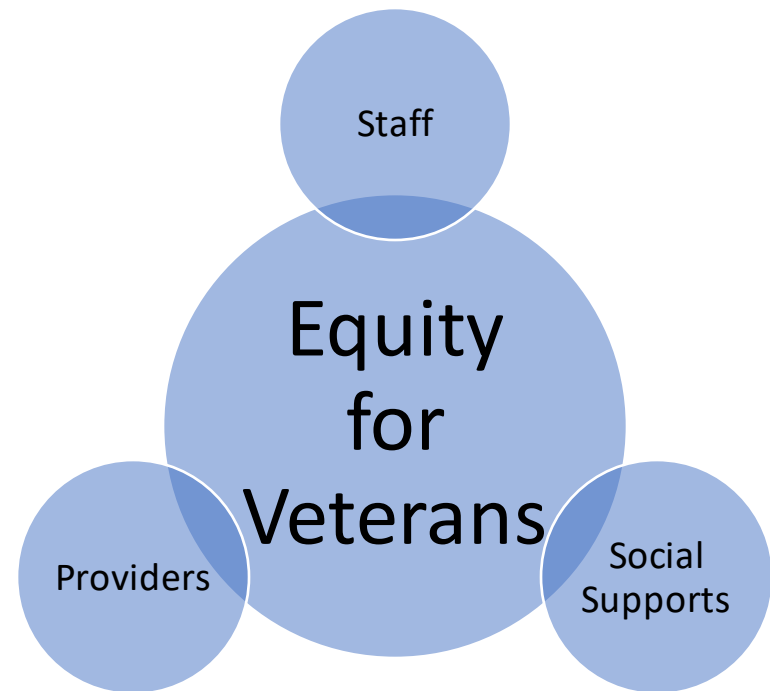 Staff
Equity
for
Veterans
Providers
Social
Supports